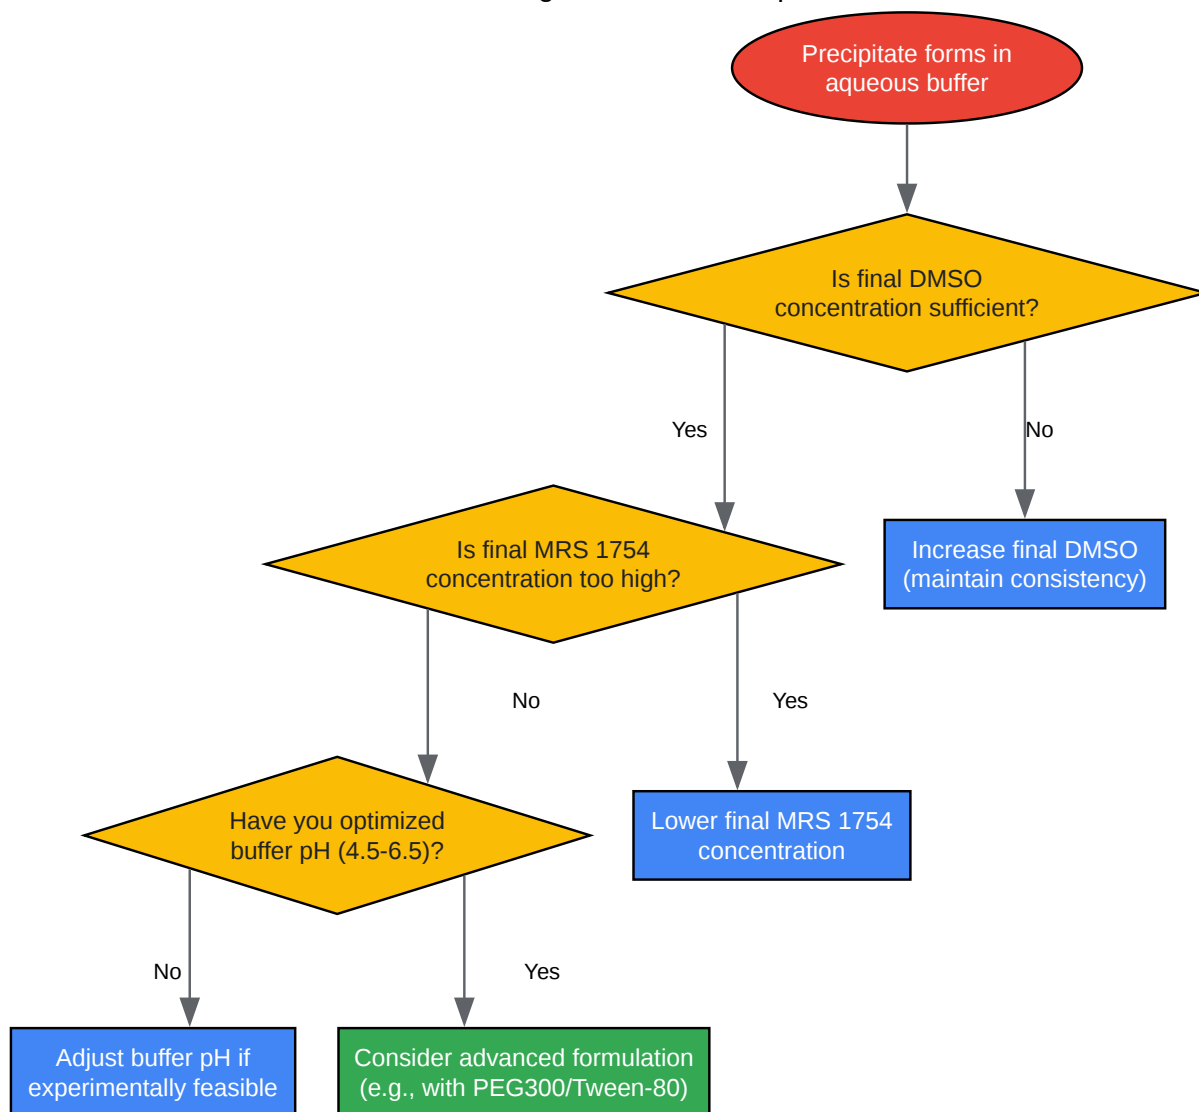 Precipitate forms in
aqueous buffer
Is final DMSO
concentration sufficient?
Yes
No
Is final MRS 1754
concentration too high?
Increase final DMSO
(maintain consistency)
No
Yes
Have you optimized
buffer pH (4.5-6.5)?
Lower final MRS 1754
concentration
No
Yes
Adjust buffer pH if
experimentally feasible
Consider advanced formulation
(e.g., with PEG300/Tween-80)